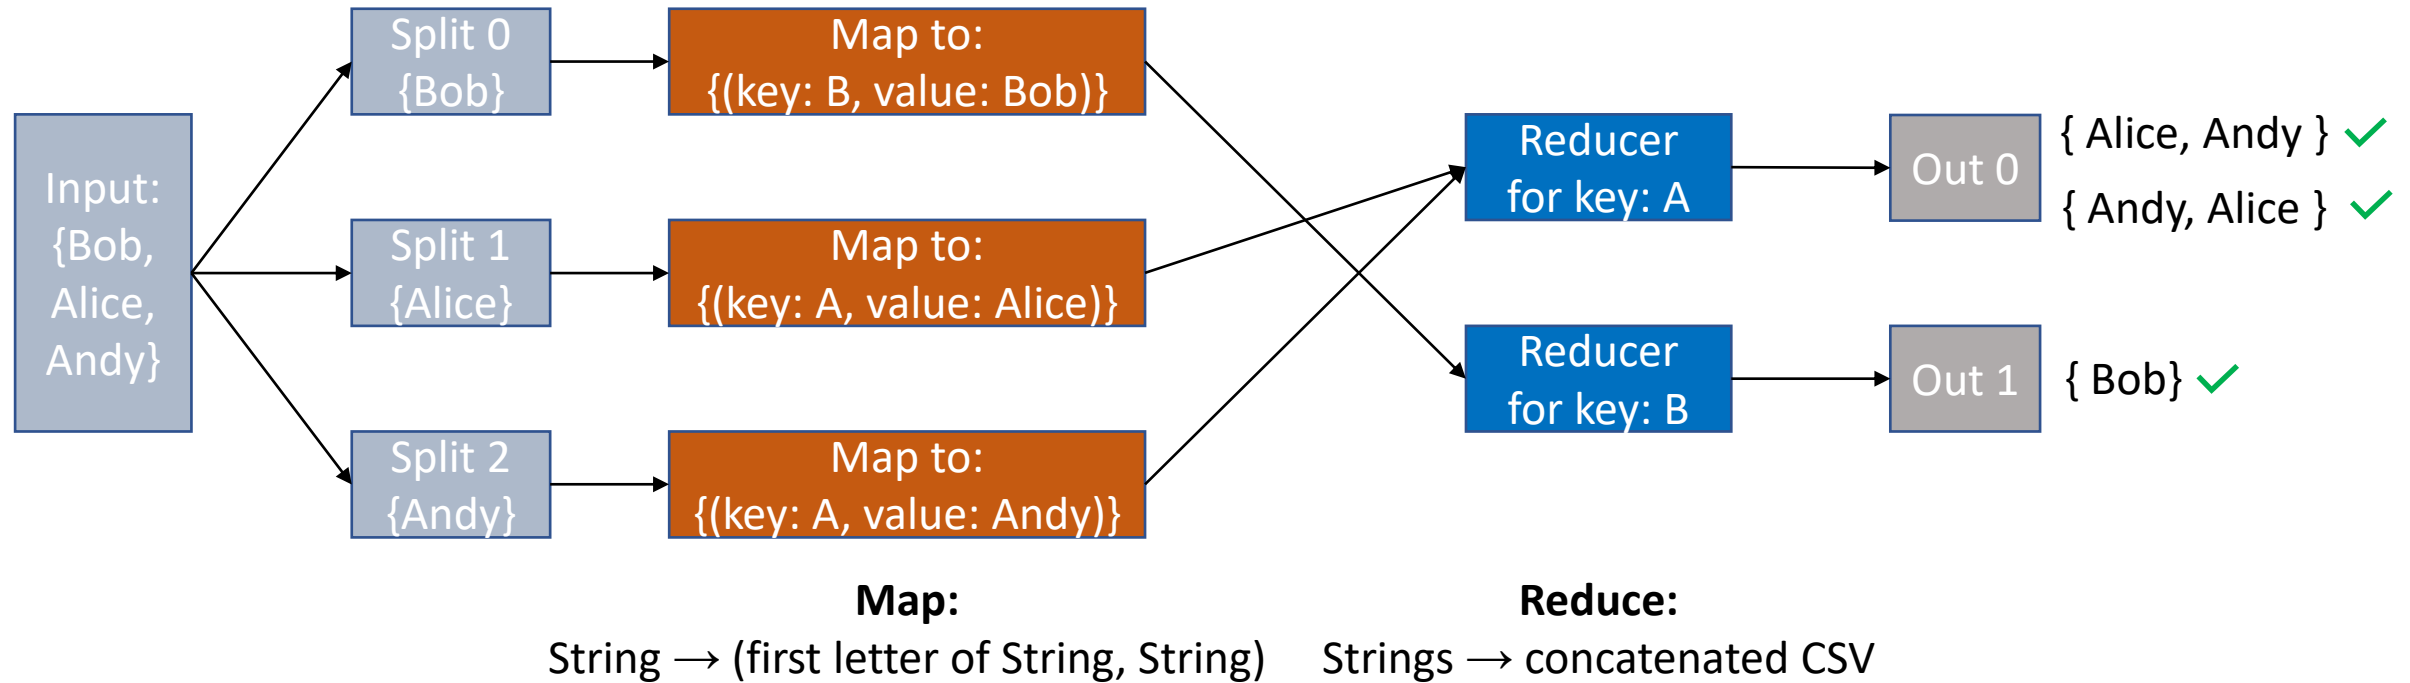 Input:
{Bob,
Alice,
Andy}
Split 0
{Bob}
Split 1
{Alice}
Split 2
{Andy}
Map to:
{(key: B, value: Bob)}
Map to:
{(key: A, value: Alice)}
Map to:
{(key: A, value: Andy)}
Reducer
for key: A
Reducer
for key: B
Out 0
{ Alice, Andy } ✓
{ Andy, Alice } ✓
Out 1
{ Bob} ✓
Map:
String → (first letter of String, String)
Reduce:
Strings → concatenated CSV